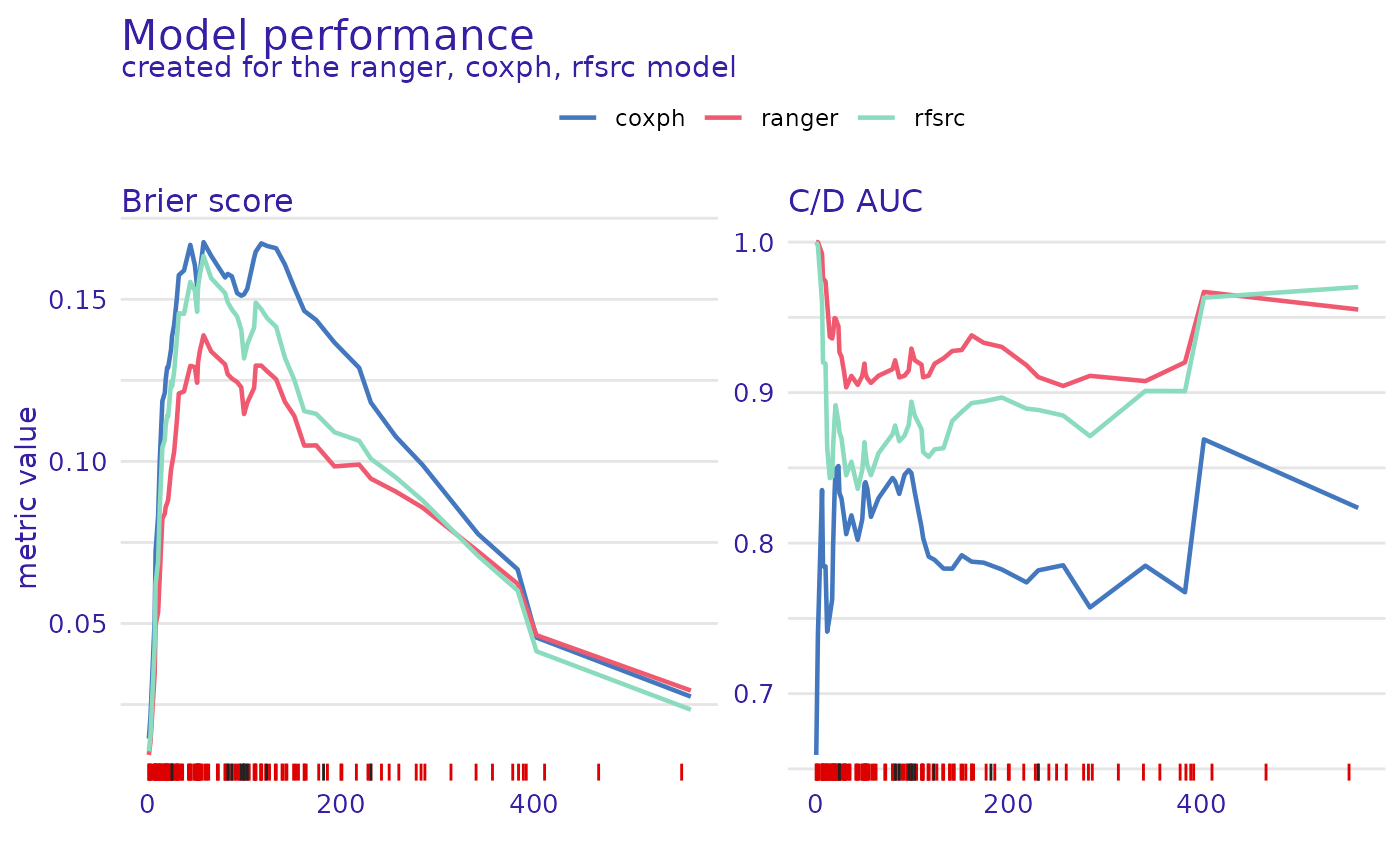 Model performance
created for the ranger, coxph, rfsrc model
coxph ranger rfsrc
Brier score
C/D AUC
metric value
0.15
0.10
0.05
0 200 400
1.0
0.9
0.8
0.7
0 200 400